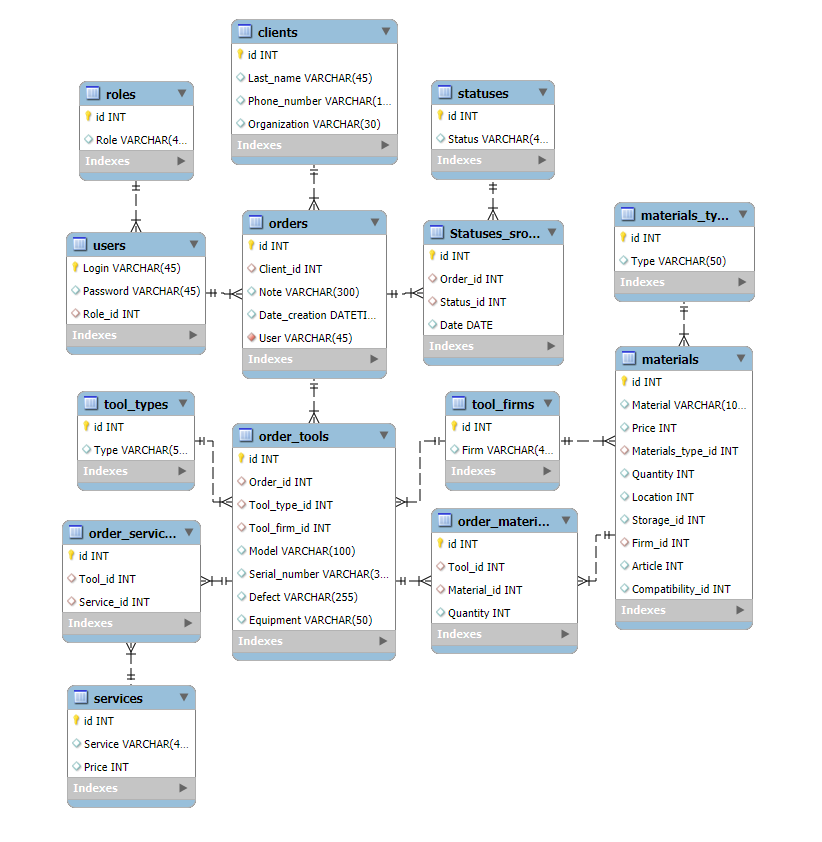 clients
id INT
Last_name VARCHAR(45)
Phone_number VARCHAR(1...
Organization VARCHAR(30)
Indexes
roles
id INT
Role VARCHAR(4...
Indexes
statuses
id INT
Status VARCHAR(4...
Indexes
users
Login VARCHAR(45)
Password VARCHAR(45)
Role_id INT
Indexes
orders
id INT
Client_id INT
Note VARCHAR(300)
Date_creation DATETI...
User VARCHAR(45)
Indexes
Statuses_sro...
id INT
Order_id INT
Status_id INT
Date DATE
Indexes
materials_ty...
id INT
Type VARCHAR(50)
Indexes
materials
id INT
Material VARCHAR(10...
Price INT
Materials_type_id INT
Quantity INT
Location INT
Storage_id INT
Firm_id INT
Article INT
Compatibility_id INT
Indexes
tool_types
id INT
Type VARCHAR(5...
Indexes
order_tools
id INT
Order_id INT
Tool_type_id INT
Tool_firm_id INT
Model VARCHAR(100)
Serial_number VARCHAR(3...
Defect VARCHAR(255)
Equipment VARCHAR(50)
Indexes
tool_firms
id INT
Firm VARCHAR(4...
Indexes
order_servic...
id INT
Tool_id INT
Service_id INT
Indexes
order_materi...
id INT
Tool_id INT
Material_id INT
Quantity INT
Indexes
services
id INT
Service VARCHAR(4...
Price INT
Indexes